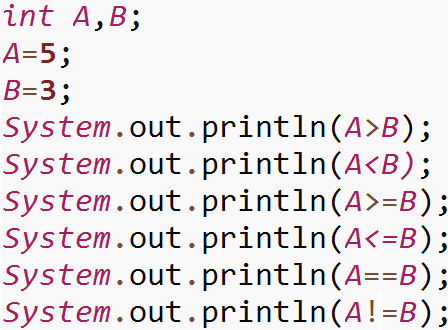 int A,B;
A=5;
B=3;
System.out.println(A>B);
System.out.println(A<B);
System.out.println(A>=B);
System.out.println(A<=B);
System.out.println(A==B);
System.out.println(A!=B);